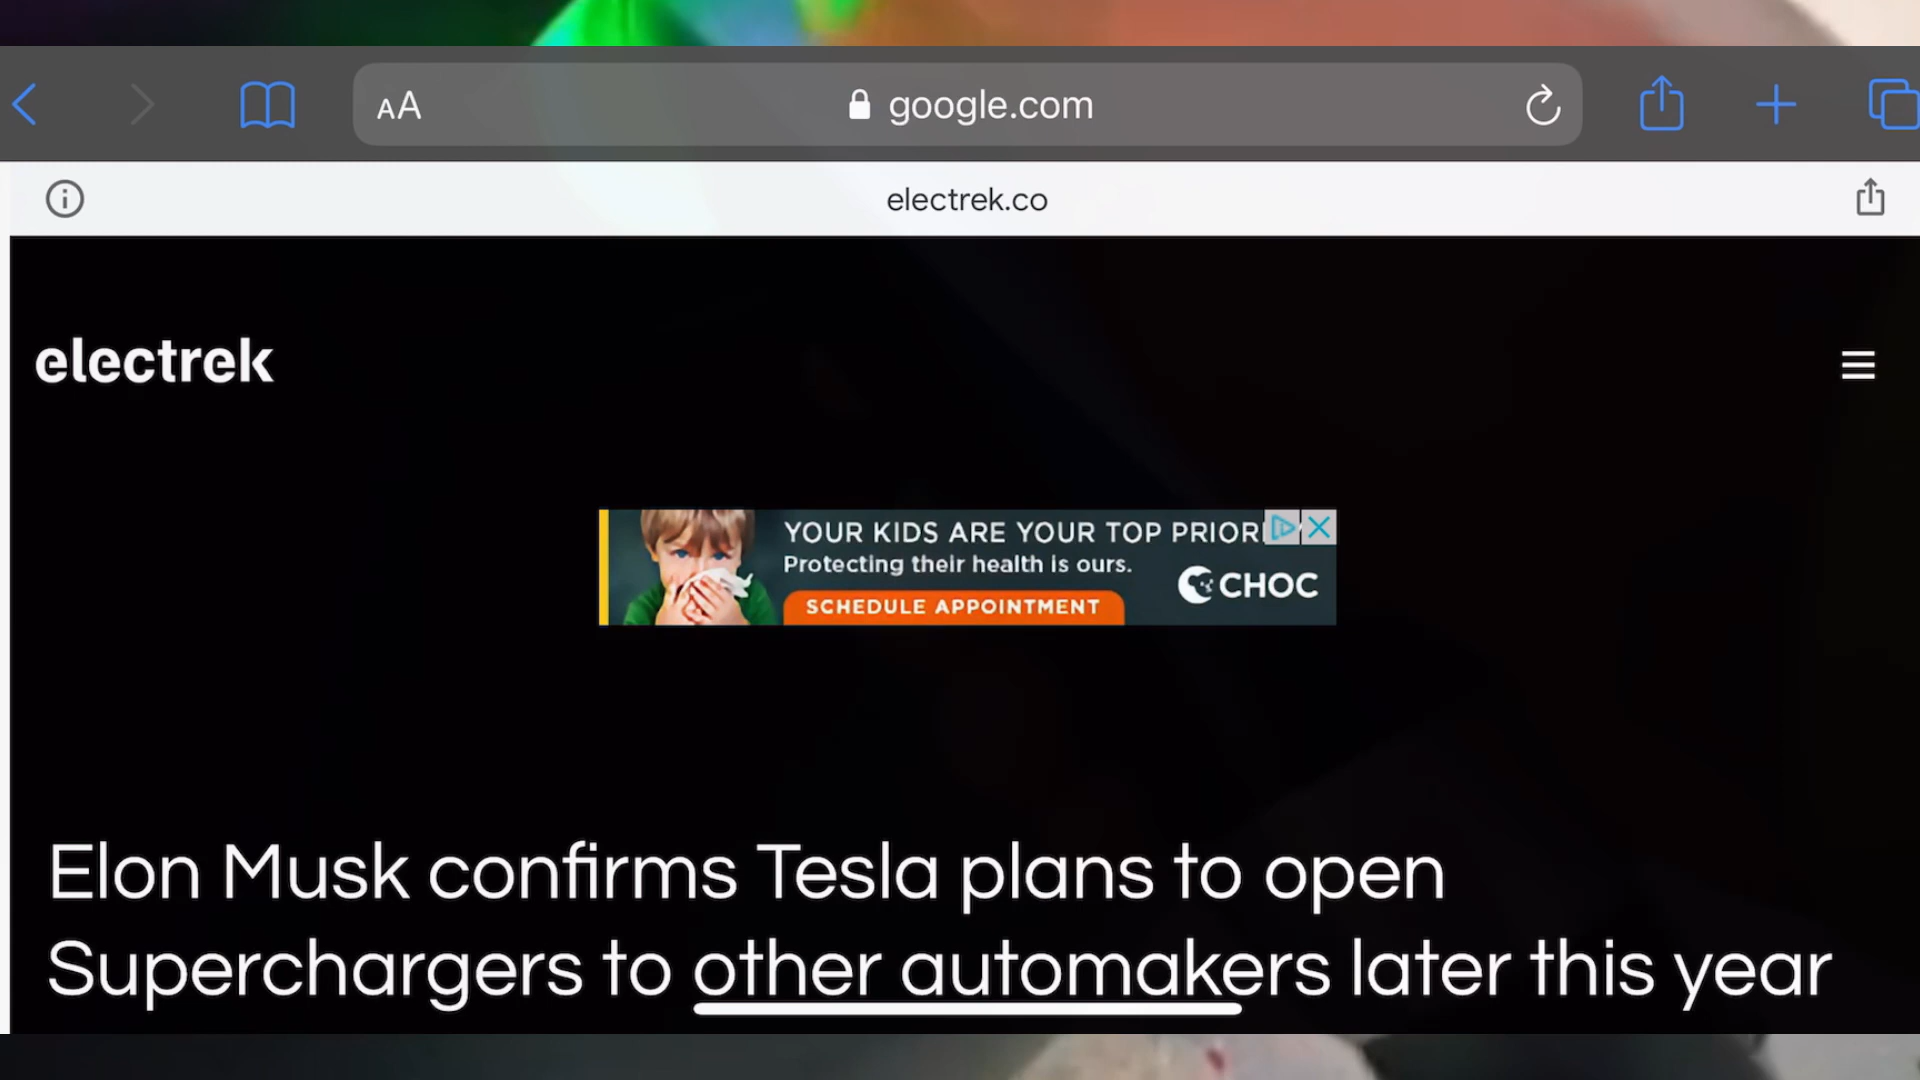 AA
google.com
electrek.co
electrek
YOUR KIDS ARE YOUR TOP
Protecting their health is ours.
CHOC
SCHEDULE APPOINTMENT
Elon Musk confirms Tesla plans to open
Superchargers to other automakers later this year